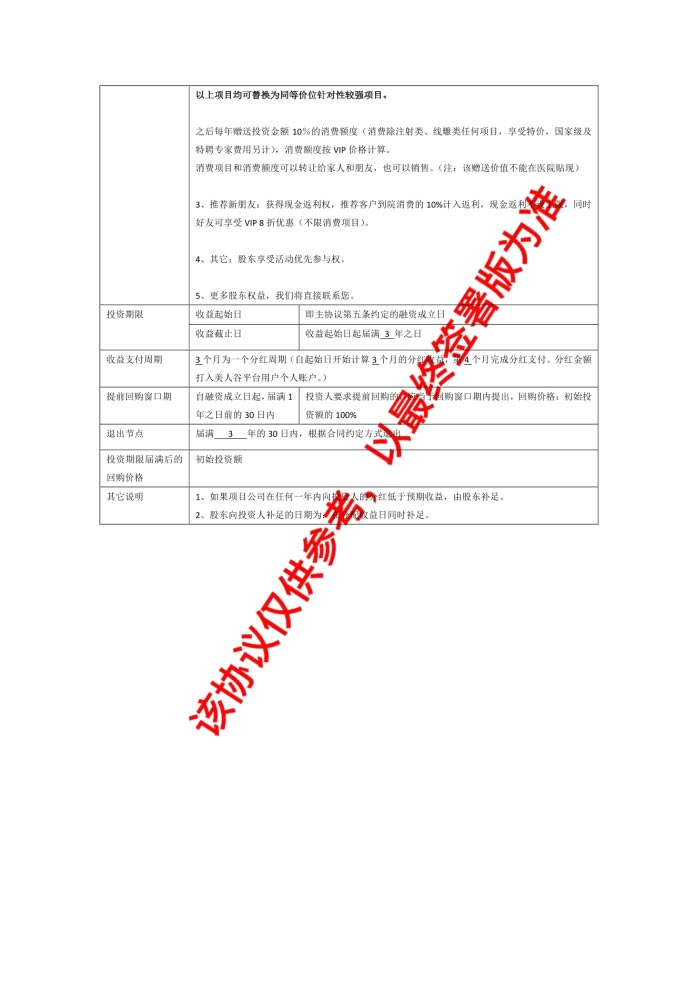 以上项目均可替换为同等价位针对性较强项目。
之后每年赠送投资金额 10%的消费额度（消费除注射类、线雕类任何项目，享受特价，国家级及
特聘专家费用另计），消费额度按 VIP 价格计算。
消费项目和消费额度可以转让给家人和朋友，也可以销售。（注：该赠送价值不能在医院贴现）
3、推荐新朋友：获得现金返利权，推荐客户到院消费的 10%计入返利，现金返利，同时
好友可享受 VIP 8 折优惠（不限消费项目）。
4、其它：股东享受活动优先参与权。
5、更多股东权益，我们将直接联系您。
投资期限 收益起始日 即主协议第五条约定的融资成立日
收益截止日 收益起始日起届满 3 年之日
收益支付周期 3 个月为一个分红周期（自起始日开始计算 3 个月的分红收益，第 4 个月完成分红支付。分红金额
打入美人谷平台用户个人账户。）
提前回购窗口期 自融资成立日起，届满 1 投资人要求提前回购的回购窗口期内提出，回购价格：初始投
年之日前的 30 日内 资额的 100%
退出节点 届满 3 年的 30 日内，根据合同约定方式退出
投资期限届满后的 初始投资额
回购价格
其它说明 1、如果项目公司在任何一年内向投资人的分红低于预期收益，由股东补足。
2、股东向投资人补足的日期为：收益日同时补足。
该协议仅供参考，以最终签署版为准